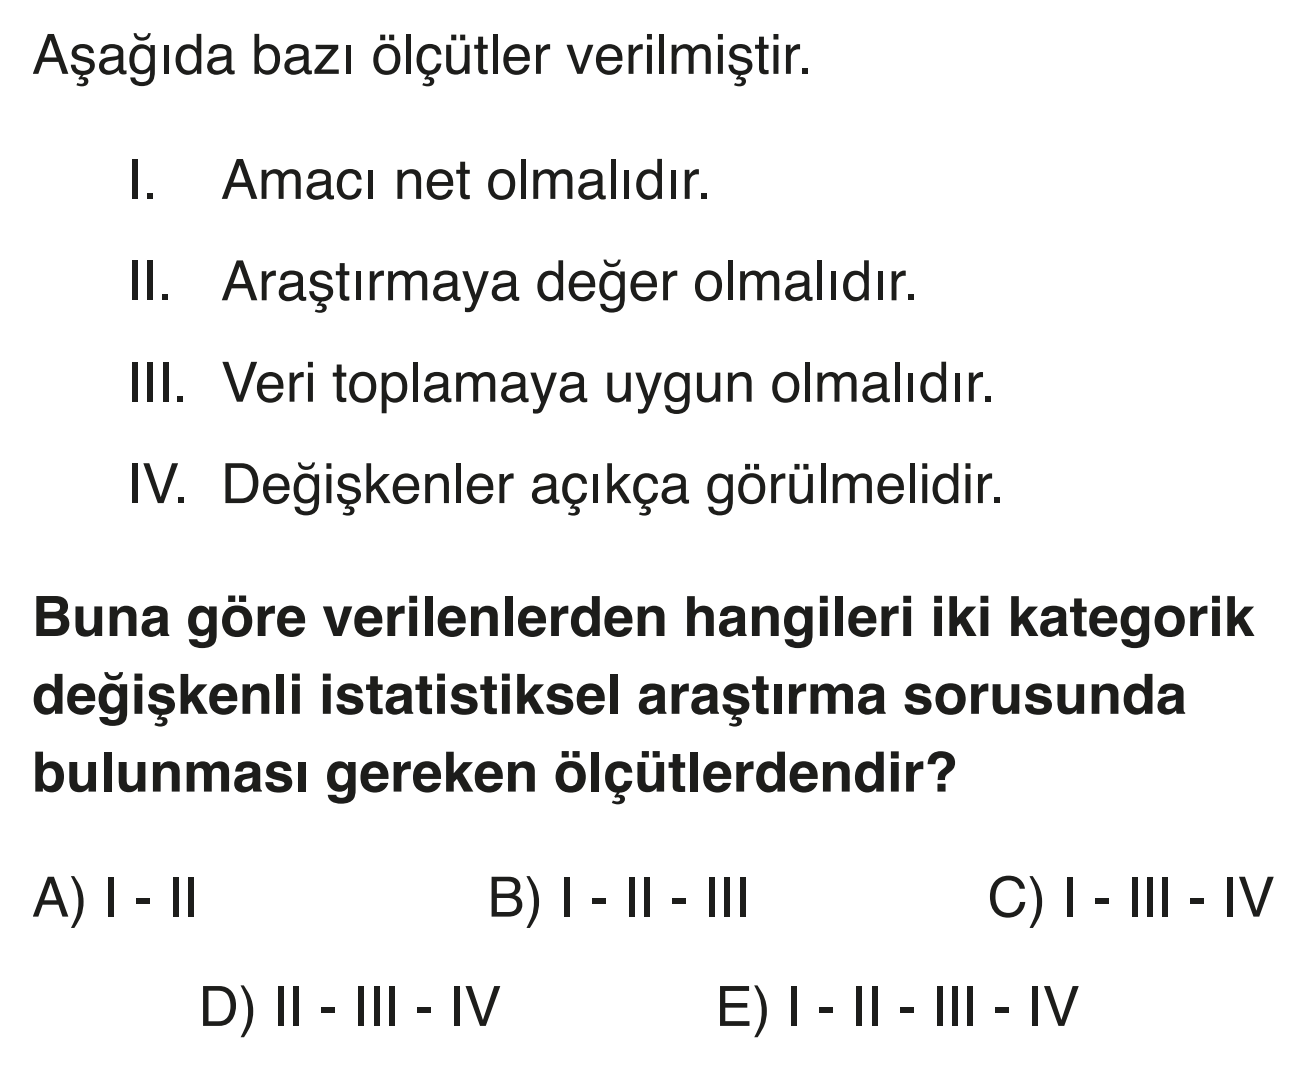 Aşağıda bazı ölçütler verilmiştir.
I. Amacı net olmalıdır.
II. Araştırmaya değer olmalıdır.
III. Veri toplamaya uygun olmalıdır.
IV. Değişkenler açıkça görülmelidir.
Buna göre verilenlerden hangileri iki kategorik
değişkenli istatistiksel araştırma sorusunda
bulunması gereken ölçütlerdendir?
A) I - II B) I - II - III C) I - III - IV
D) II - III - IV E) I - II - III - IV